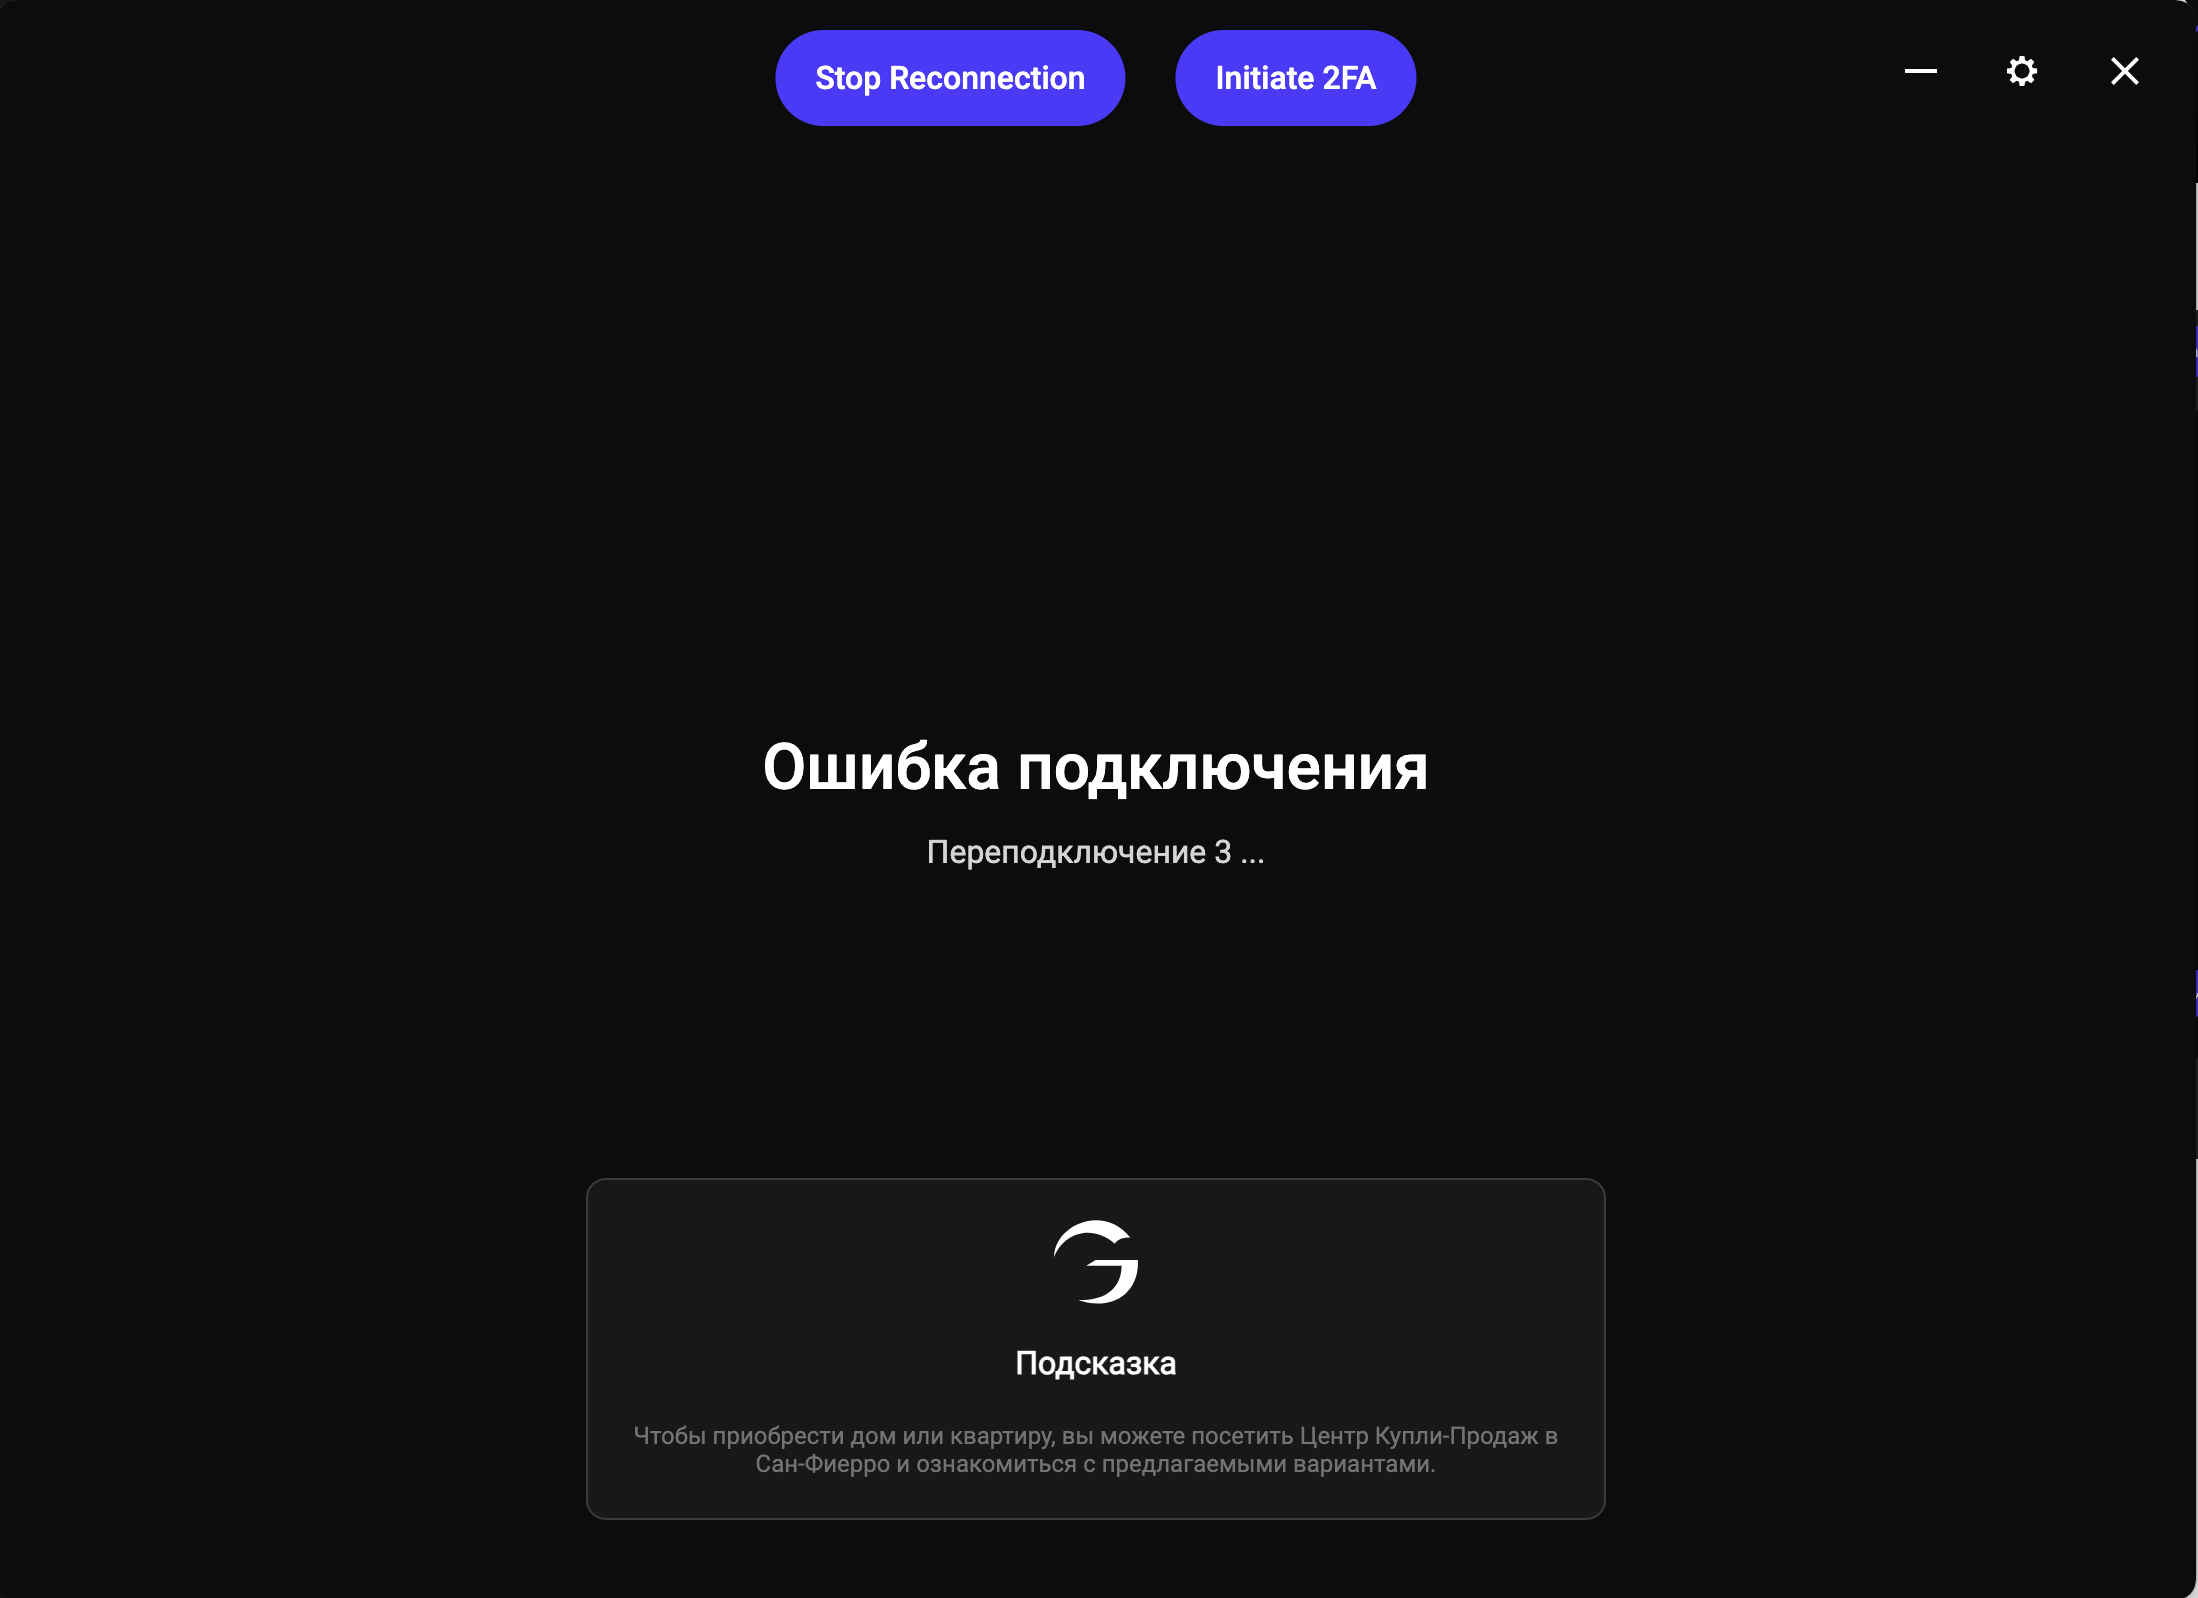 Stop Reconnection Initiate 2FA
Ошибка подключения
Переподключение 3 ...
Подсказка
Чтобы приобрести дом или квартиру, вы можете посетить Центр Купли-Продаж в
Сан-Фиерро и ознакомиться с предлагаемыми вариантами.